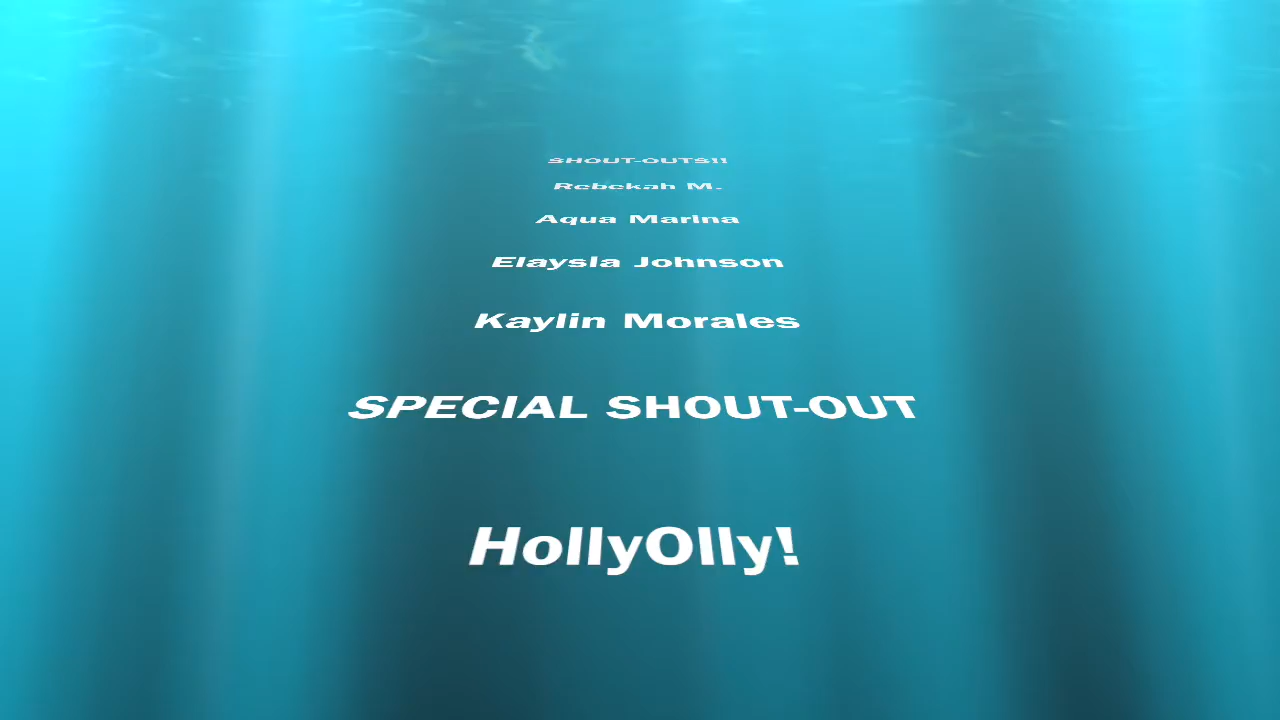 SHOUT-OUTS!!
Rebekah M.
Aqua Marina
Elaysia Johnson
Kaylin Morales
SPECIAL SHOUT-OUT
HollyOlly!